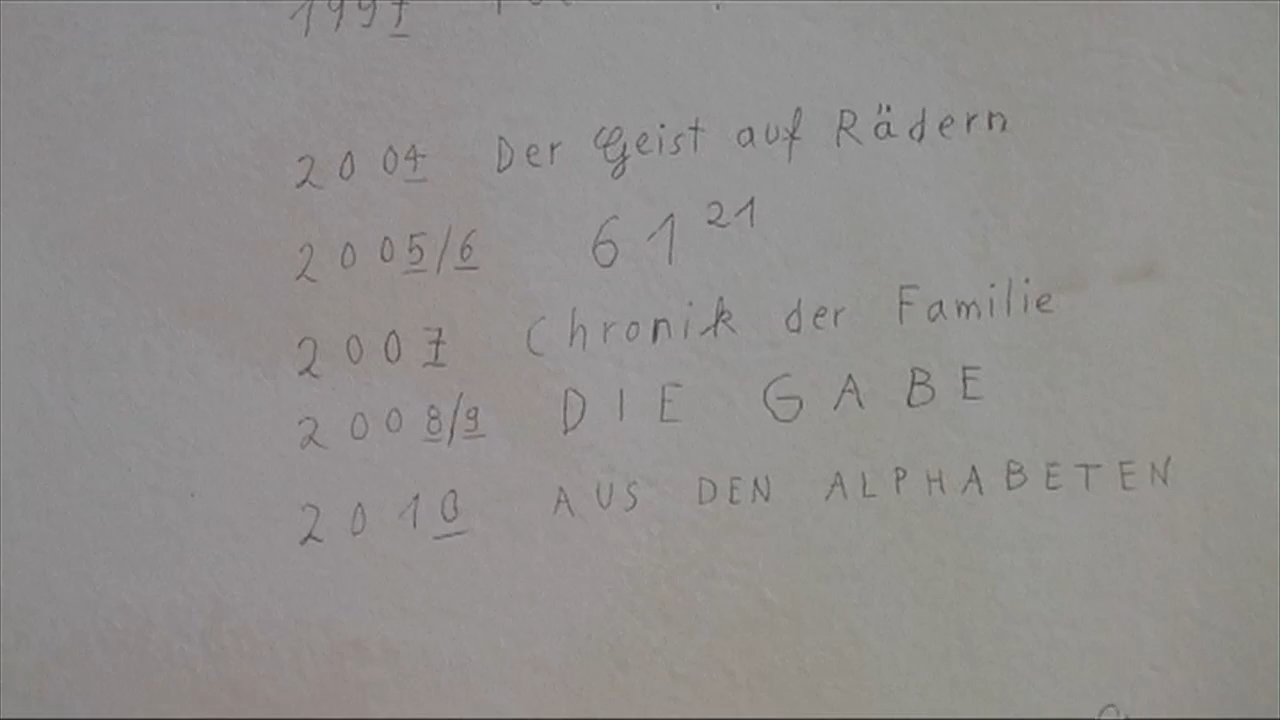 1997
2004 Der Geist auf Rädern
2005/6 61²¹
2007 Chronik der Familie
2008/9 DIE GABE
2010 AUS DEN ALPHABETEN